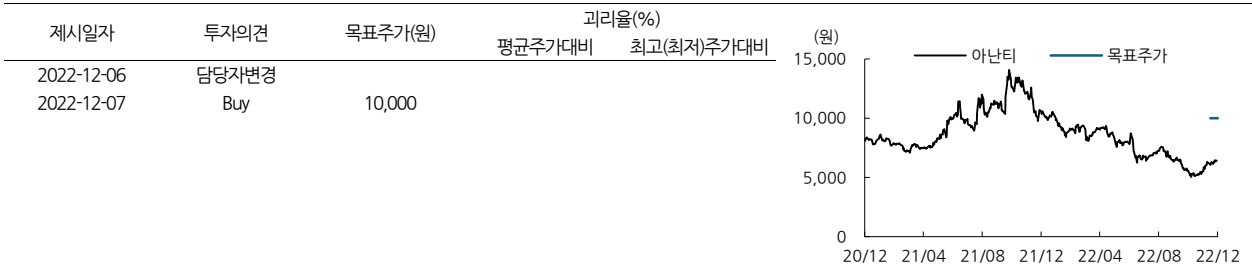 제시일자 투자의견 목표주가(원) 괴리율(%)
평균주가대비 최고(최저)주가대비
2022-12-06 담당자변경
2022-12-07 Buy 10,000
(원)
아난티 목표주가
15,000
10,000
5,000
0
20/12 21/04 21/08 21/12 22/04 22/08 22/12